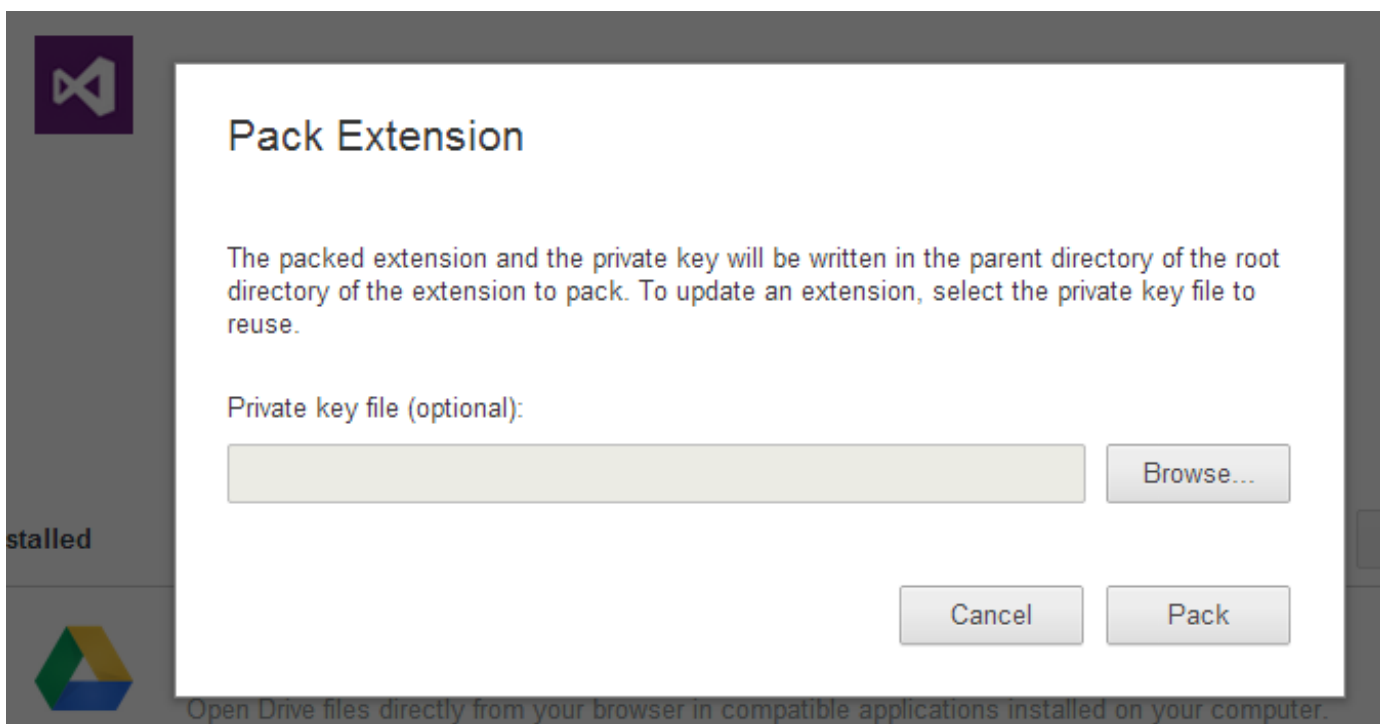 Pack Extension
The packed extension and the private key will be written in the parent directory of the root
directory of the extension to pack. To update an extension, select the private key file to
reuse.
Private key file (optional):
Browse...
stalled
Cancel
Pack
Open Drive files directly from your browser in compatible applications installed on your computer.